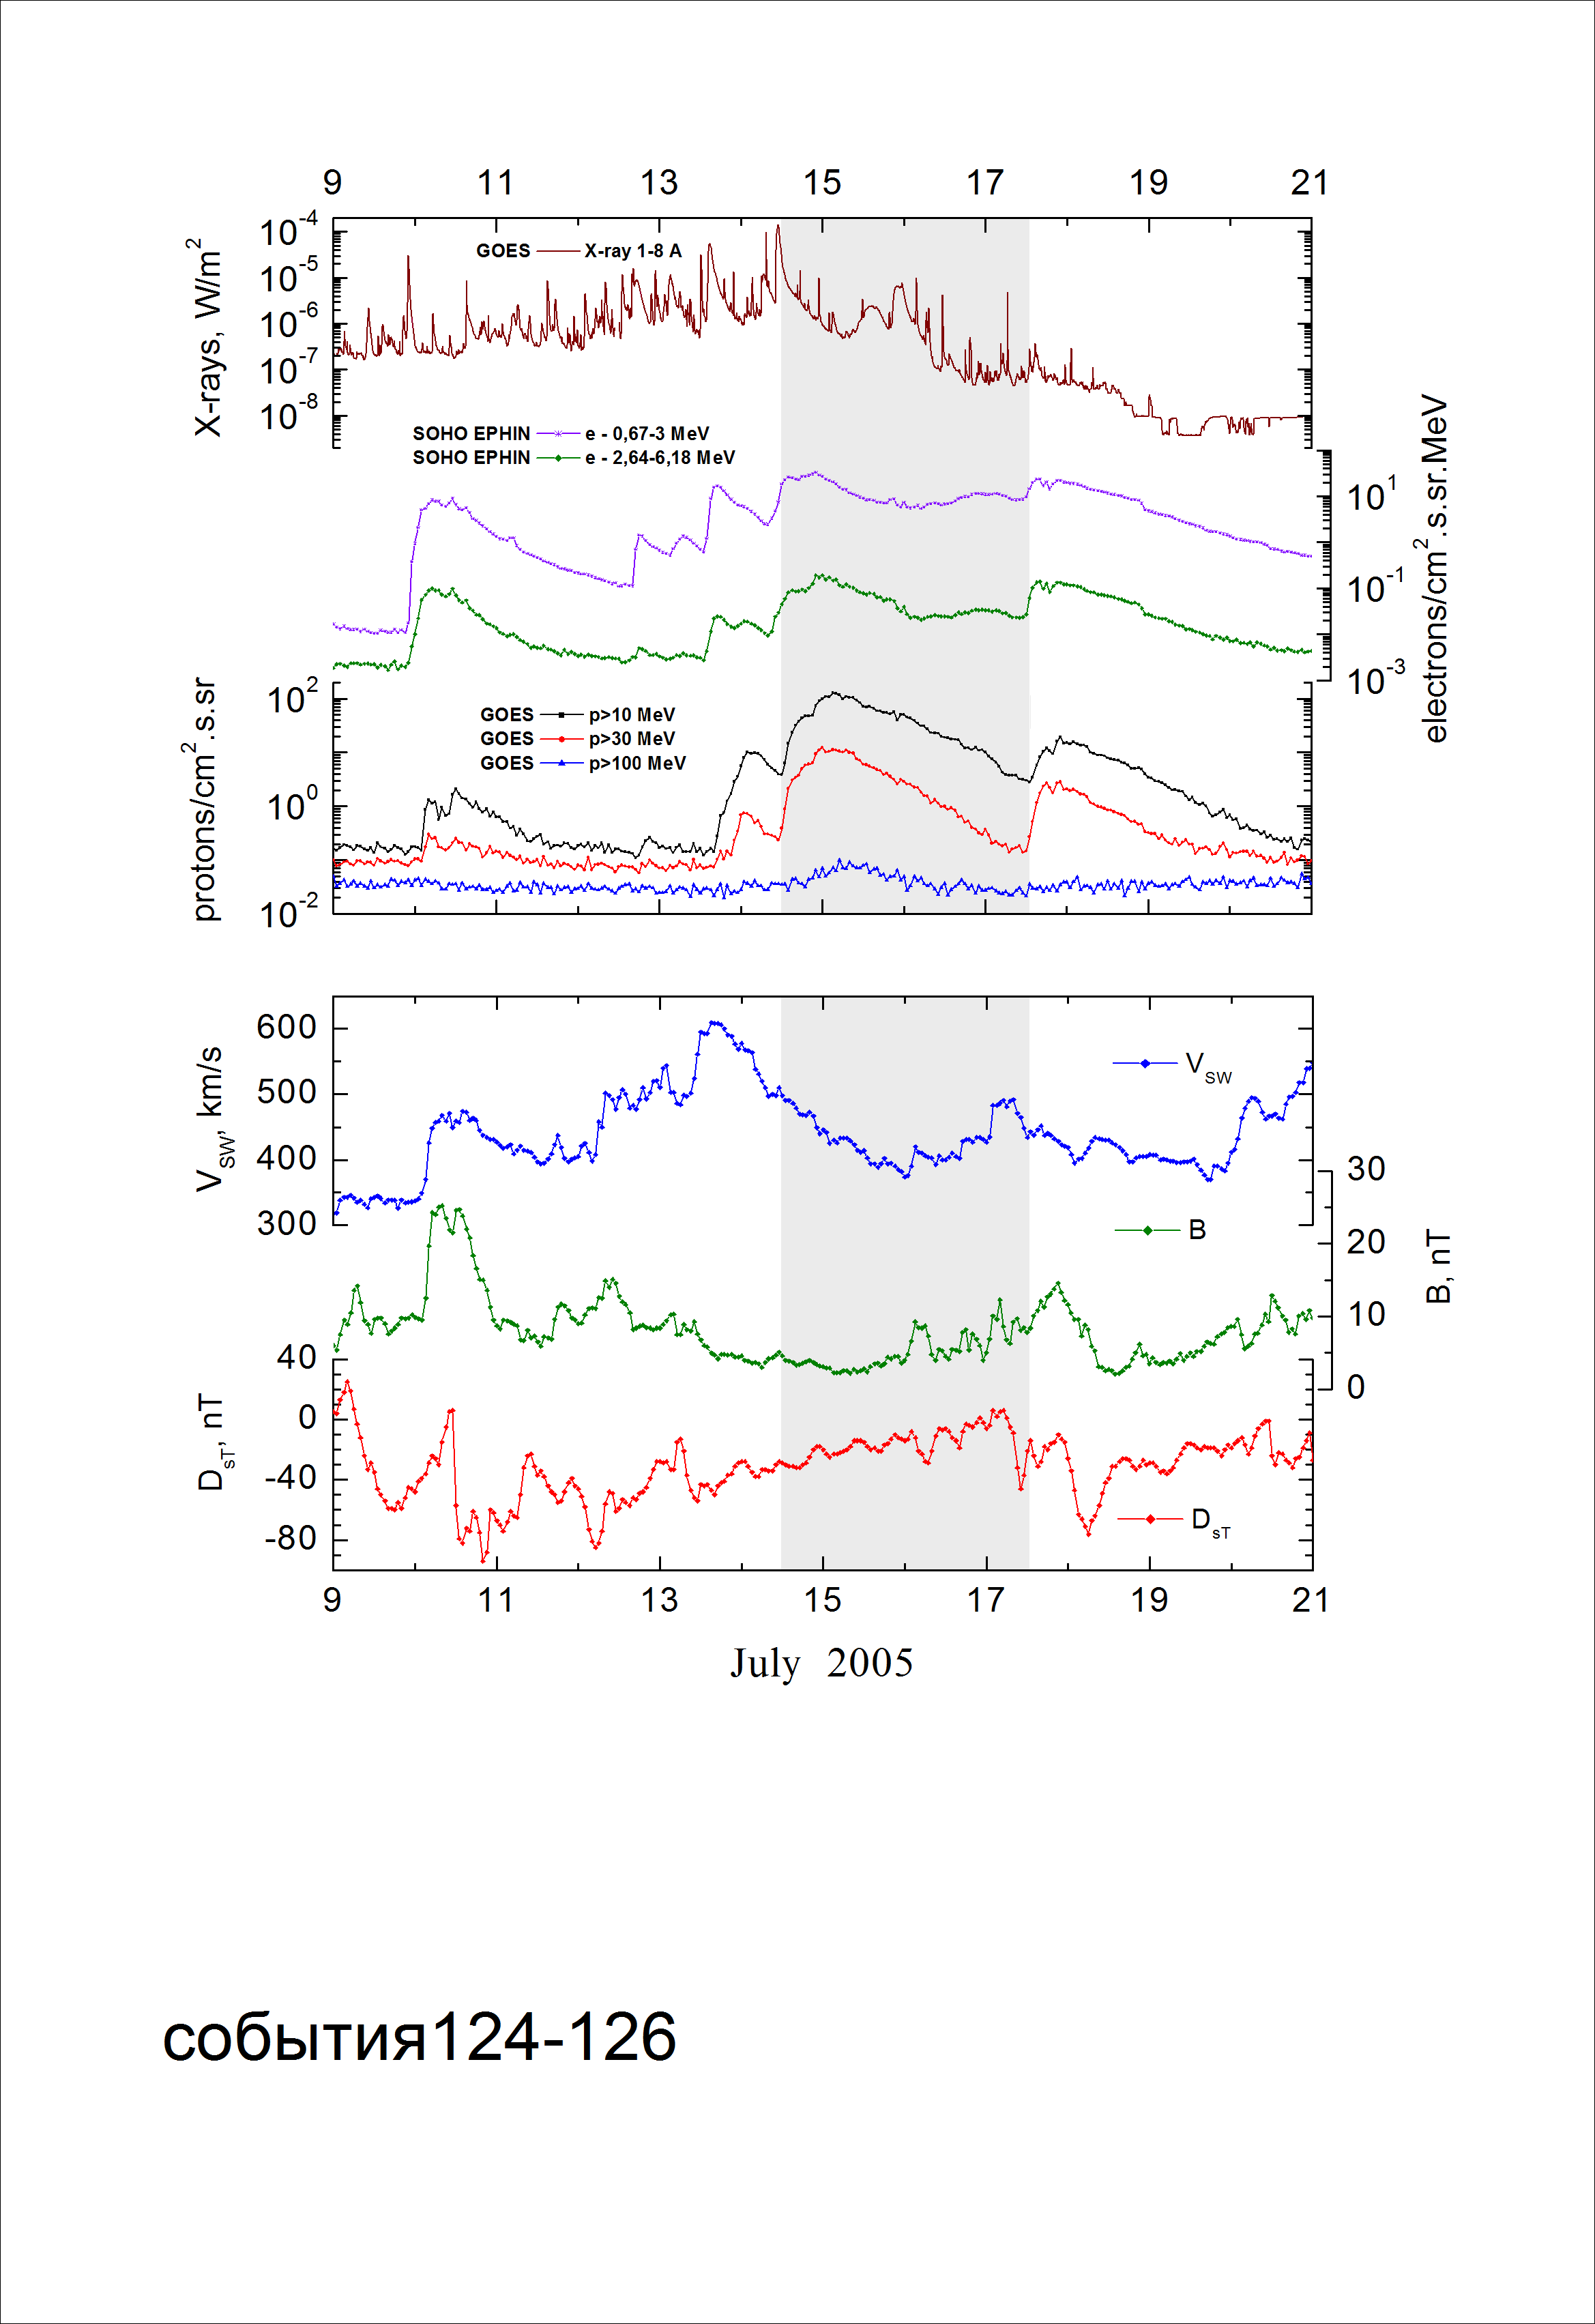 9 11 13 15 17 19 21
X-rays, W/m2
10-4
10-5
10-6
10-7
10-8
GOES X-ray 1-8 A
SOHO EPHIN e - 0,67-3 MeV
SOHO EPHIN e - 2,64-6,18 MeV
electrons/cm2.s.sr.MeV
101
10-1
10-3
protons/cm2.s.sr
102
100
10-2
GOES p>10 MeV
GOES p>30 MeV
GOES p>100 MeV
VSW, km/s
600
500
400
300
VSW
B, nT
30
20
10
0
B
DsT, nT
40
0
-40
-80
DsT
9 11 13 15 17 19 21
July 2005
события124-126